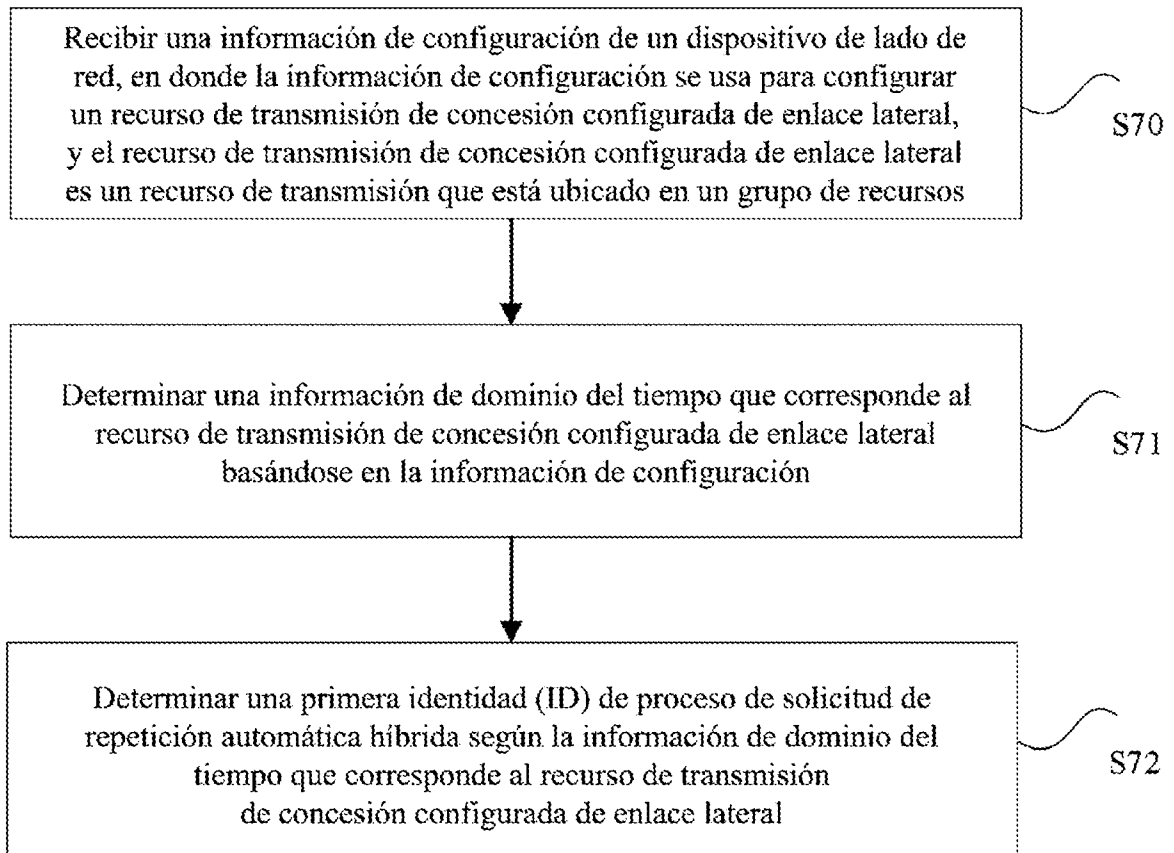 Recibir una información de configuración de un dispositivo de lado de
red, en donde la información de configuración se usa para configurar
un recurso de transmisión de concesión configurada de enlace lateral,
y el recurso de transmisión de concesión configurada de enlace lateral
es un recurso de transmisión que está ubicado en un grupo de recursos
S70
Determinar una información de dominio del tiempo que corresponde al
recurso de transmisión de concesión configurada de enlace lateral
basándose en la información de configuración
S71
Determinar una primera identidad (ID) de proceso de solicitud de
repetición automática híbrida según la información de dominio del
tiempo que corresponde al recurso de transmisión
de concesión configurada de enlace lateral
S72